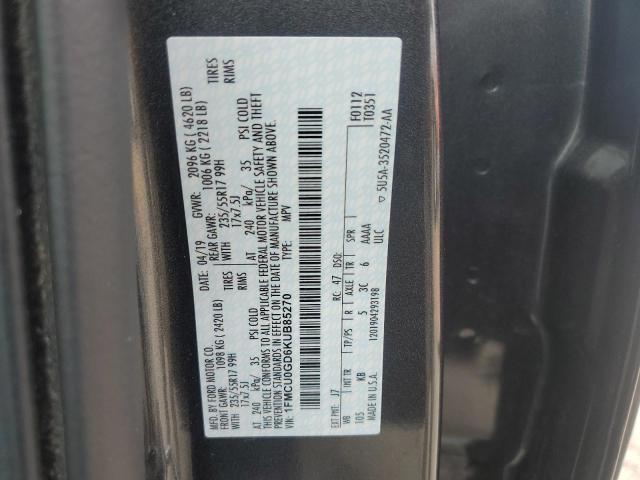 MFD. BY FORD MOTOR CO.
DATE: 04/19 GVWR: 2096 KG ( 4620 LB)
FRONT GAWR: 1098 KG (2420 LB) REAR GAWR: 1006 KG ( 2218 LB)
WITH 235/55R17 99H TIRES WITH 235/55R17 99H TIRES
17x7.5J RIMS 17x7.5J RIMS
AT 240 kPa/ 35 PSI COLD AT 240 kPa/ 35 PSI COLD
THIS VEHICLE CONFORMS TO ALL APPLICABLE FEDERAL MOTOR VEHICLE SAFETY AND THEFT
PREVENTION STANDARDS IN EFFECT ON THE DATE OF MANUFACTURE SHOWN ABOVE.
VIN: 1FMCU0GD6KUB85270 TYPE: MPV
F0112
T0351
EXT PNT: J7 RC: 47 DSO:
WB INT TR TP/PS R AXLE TR SPR
105 KB 5 3C 6 AAAA
ULC
MADE IN U.S.A. 1201904293198
▽ 5U5A-3520472-AA